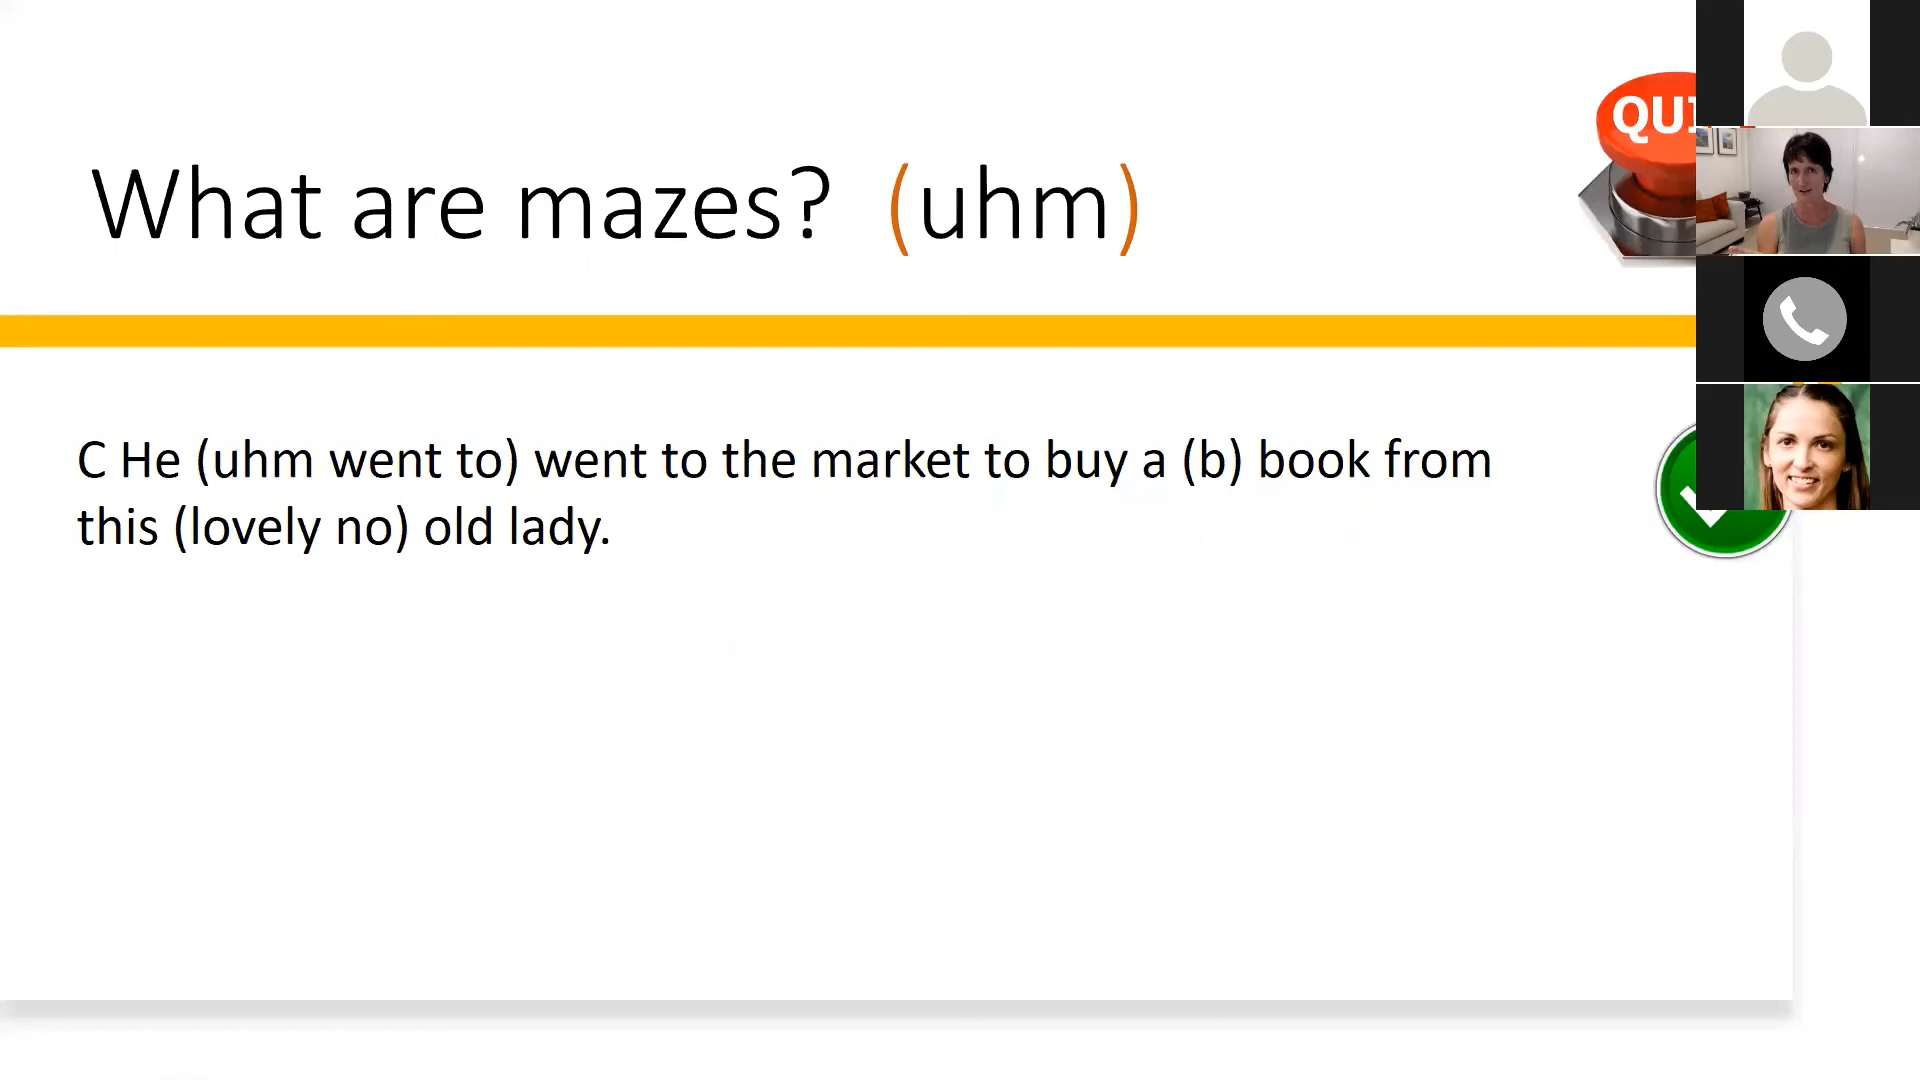 What are mazes? (uhm)
QUI
C He (uhm went to) went to the market to buy a (b) book from
this (lovely no) old lady.